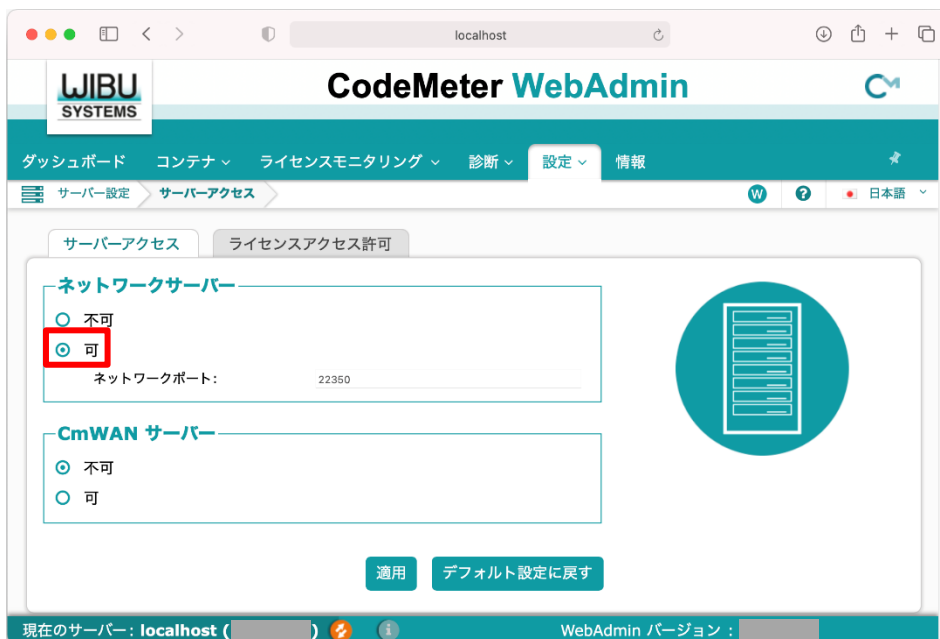 localhost
WIBU
SYSTEMS
CodeMeter WebAdmin
ダッシュボード コンテナ ライセンスモニタリング 診断 設定 情報
サーバー設定 サーバーアクセス W ? 日本語
サーバーアクセス ライセンスアクセス許可
ネットワークサーバー
不可
可
ネットワークポート: 22350
CmWAN サーバー
不可
可
適用 デフォルト設定に戻す
現在のサーバー: localhost ( ) i WebAdmin バージョン :